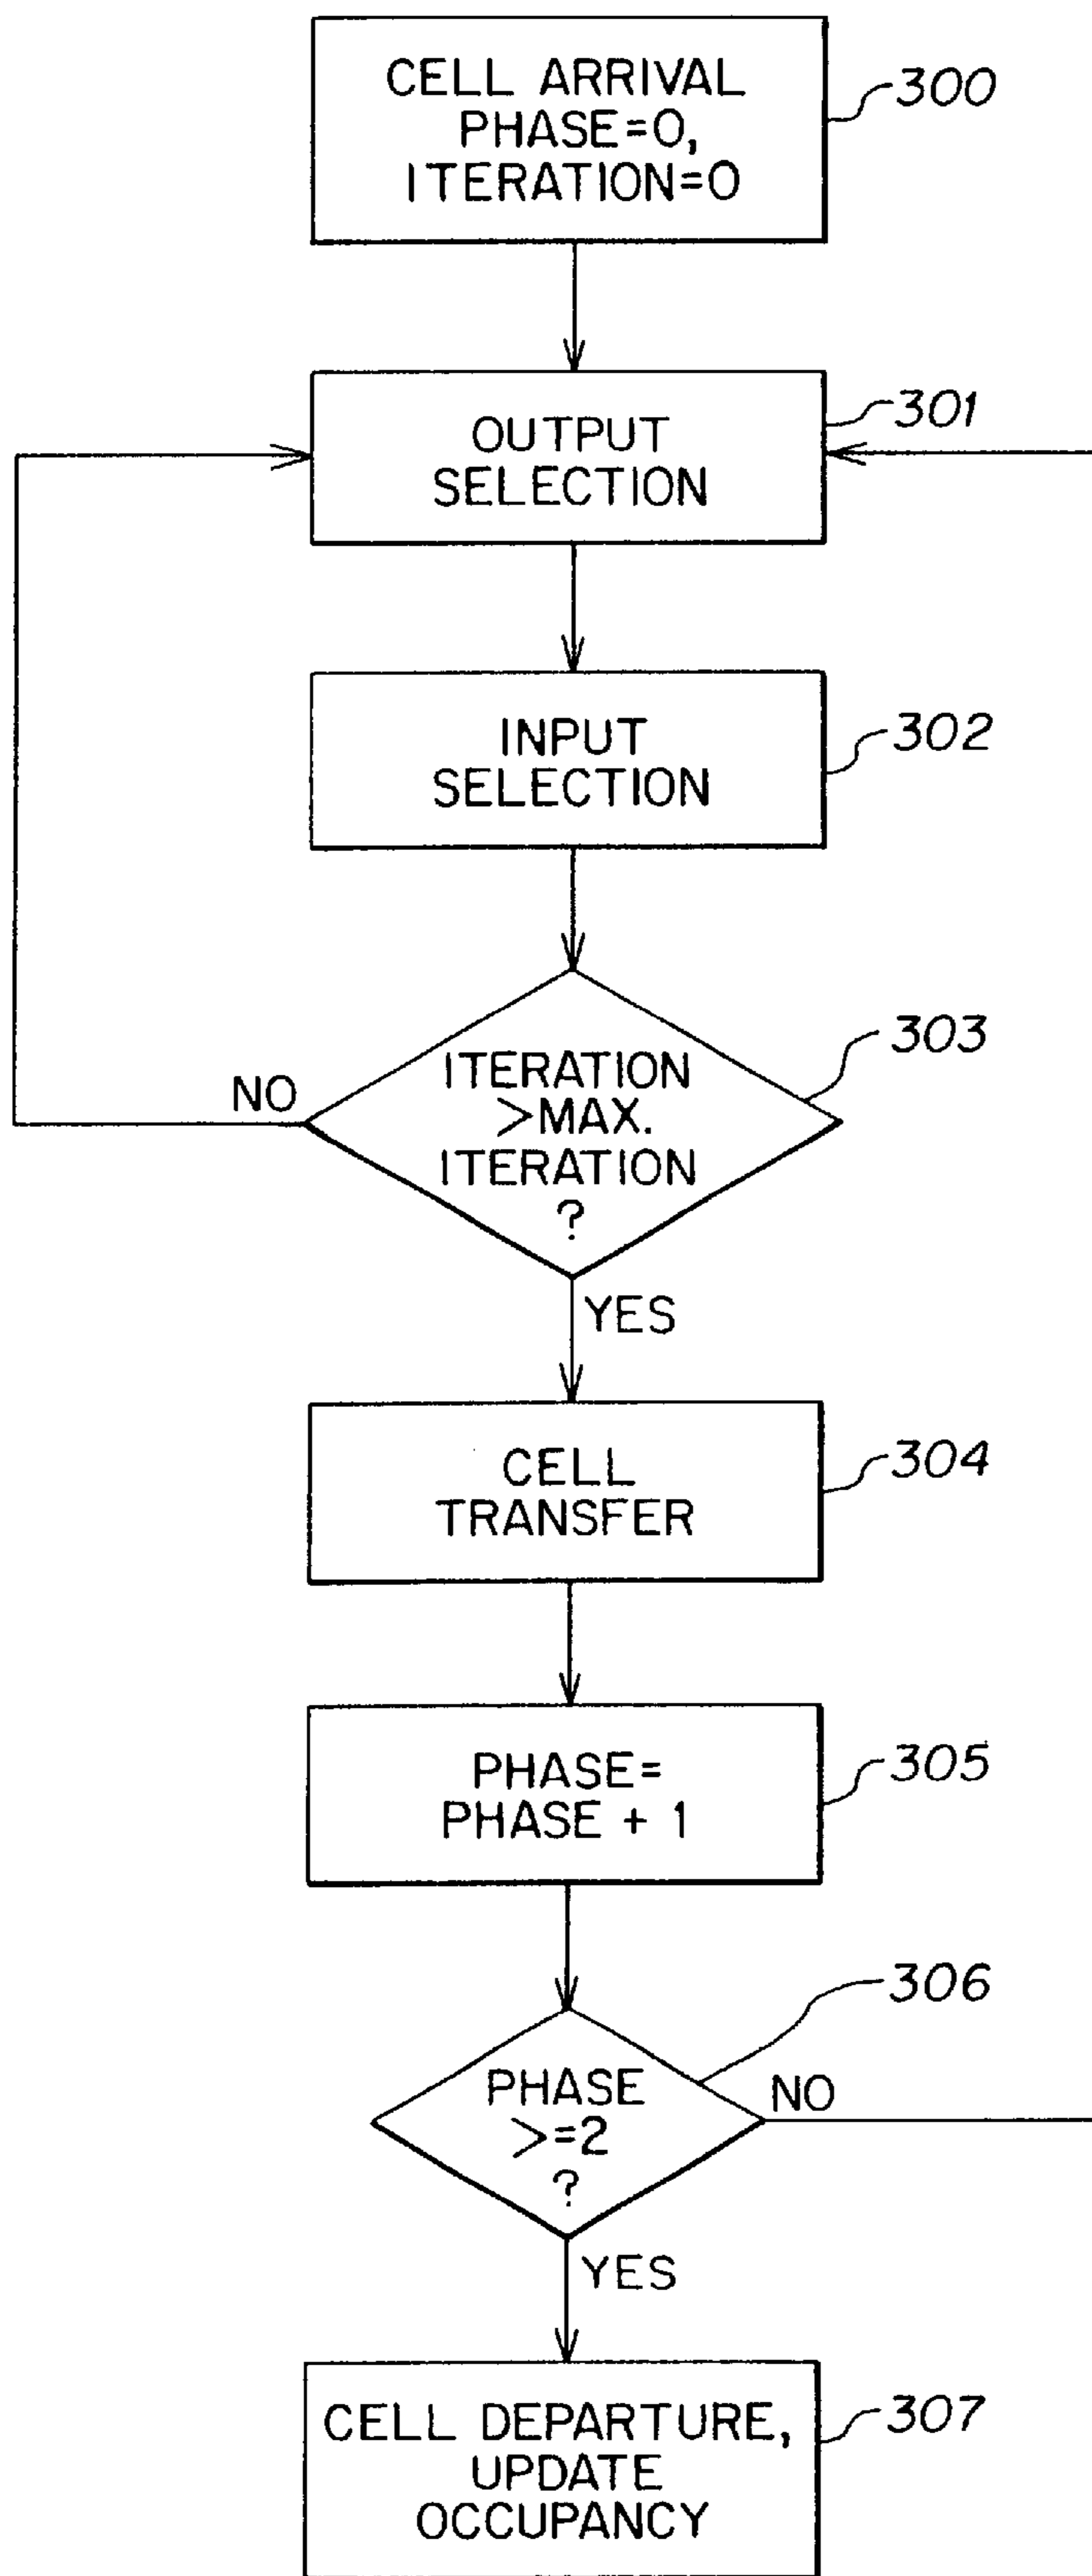 CELL ARRIVAL
PHASE=0,
ITERATION=0
300
OUTPUT
SELECTION
301
INPUT
SELECTION
302
ITERATION
>MAX.
ITERATION
?
303
NO
YES
CELL
TRANSFER
304
PHASE=
PHASE + 1
305
PHASE
>=2
?
306
NO
YES
CELL DEPARTURE,
UPDATE
OCCUPANCY
307